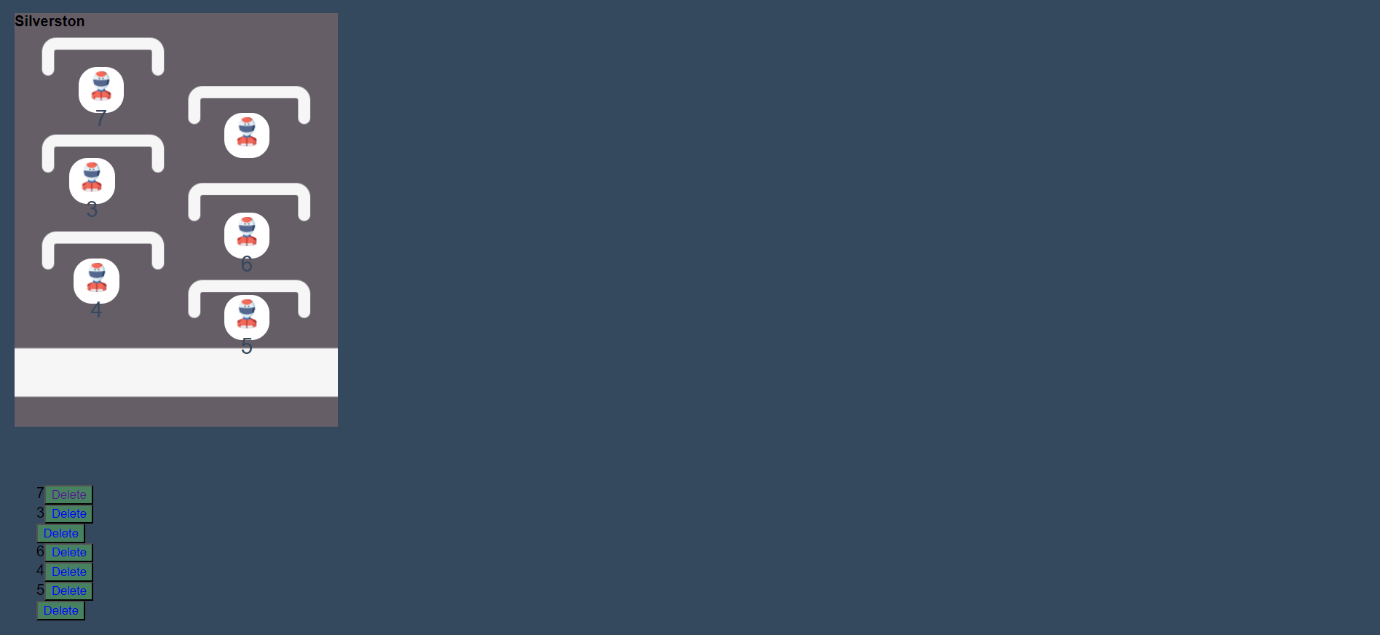 Silverston
7
3
6
4
5
7 Delete
3 Delete
Delete
6 Delete
4 Delete
5 Delete
Delete